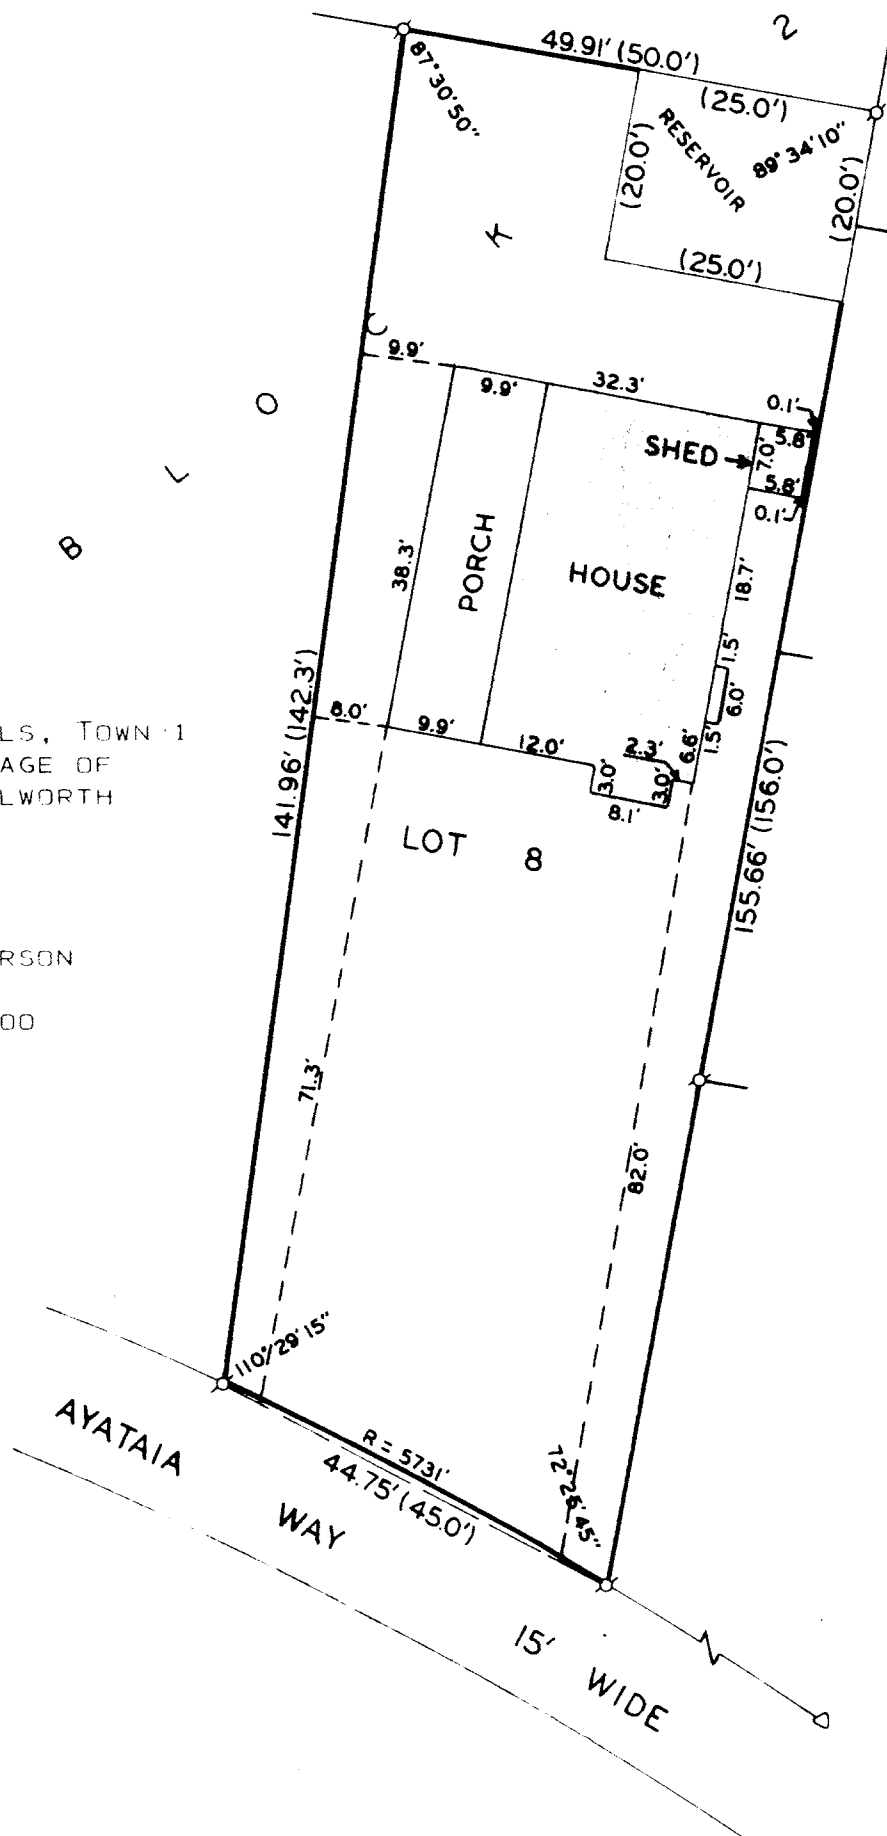 2
49.91' (50.0')
87°30'50"
(25.0')
RESERVOIR
89°34'10"
(20.0')
(20.0')
(25.0')
BLOCK
9.9'
9.9'
32.3'
0.1'
5.8'
SHED
7.0'
5.8'
0.1'
38.3'
PORCH
HOUSE
18.7'
1.5'
6.0'
1.5'
6.6'
8.0'
9.9'
12.0'
2.3'
3.0'
3.0'
8.1'
141.96' (142.3')
155.66' (156.0')
LS, TOWN 1
AGE OF
LWORTH
LOT 8
RSON
00
71.3'
82.0'
110°29'15"
R = 5731'
44.75' (45.0')
72°26'45"
AYATAIA
WAY
15' WIDE